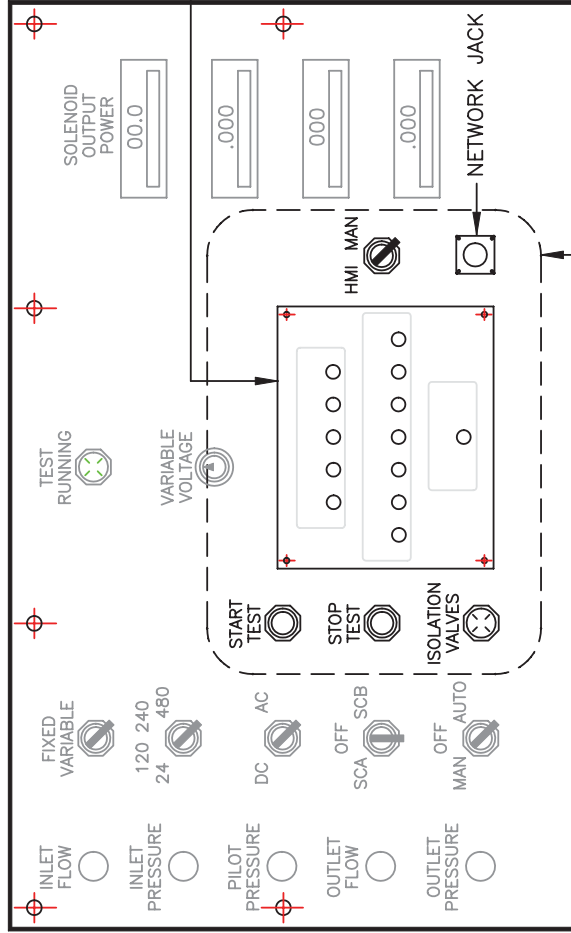 SOLENOID
OUTPUT
POWER
00.0
.000
000
.000
NETWORK JACK
HMI MAN
TEST
RUNNING
VARIABLE
VOLTAGE
START
TEST
STOP
TEST
ISOLATION
VALVES
FIXED
VARIABLE
120 240
24 480
DC AC
OFF
SCA SCB
OFF
MAN AUTO
INLET
FLOW
INLET
PRESSURE
PILOT
PRESSURE
OUTLET
FLOW
OUTLET
PRESSURE